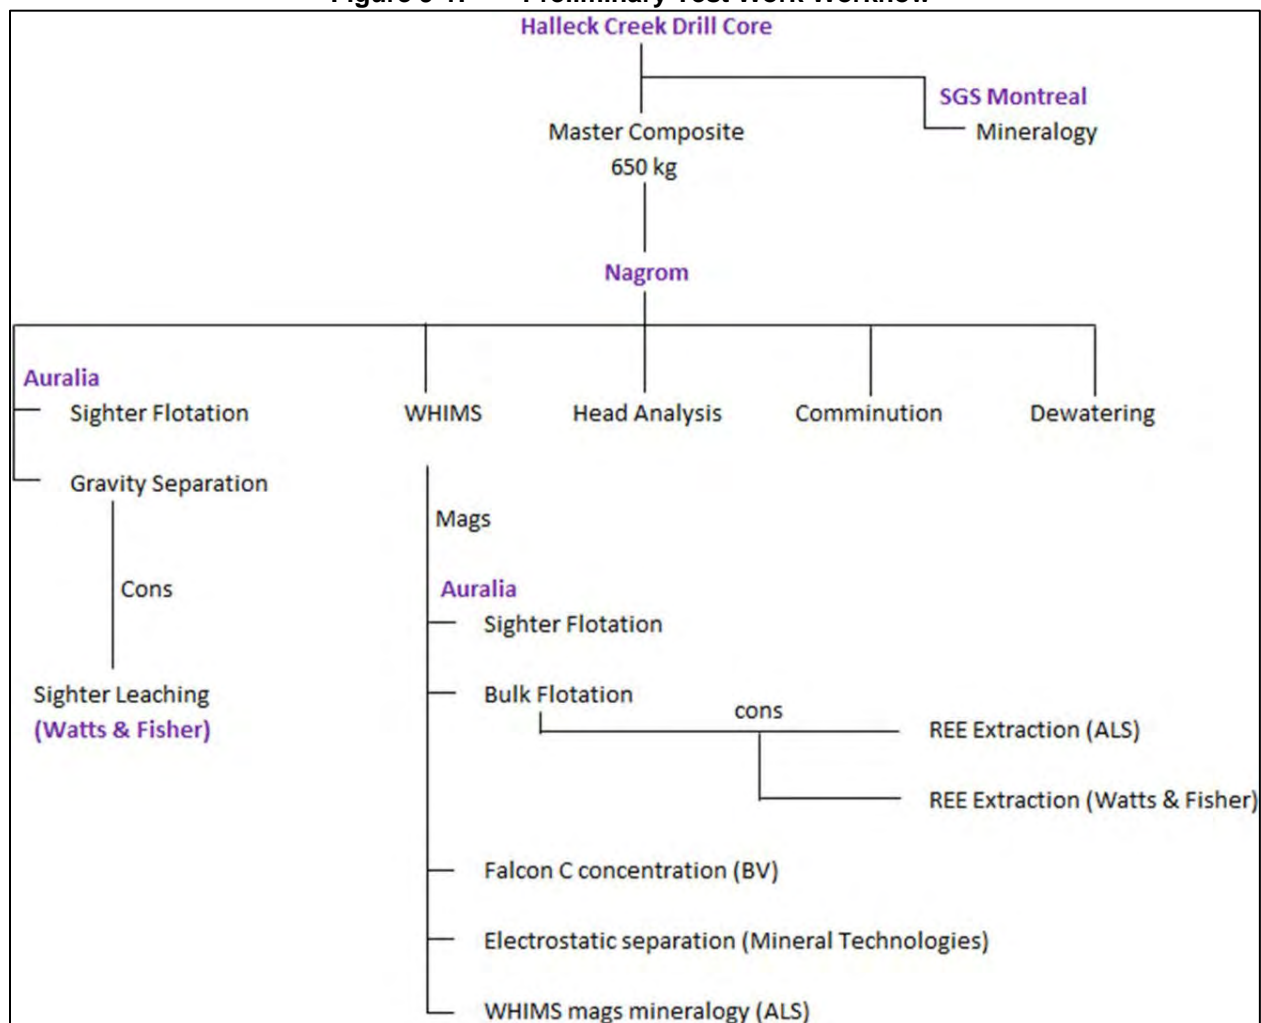 Halleck Creek Drill Core
SGS Montreal
Master Composite
Mineralogy
650 kg
Nagrom
Auralia
Sighter Flotation
WHIMS
Head Analysis
Comminution
Dewatering
Gravity Separation
Mags
Cons
Auralia
Sighter Flotation
Sighter Leaching
(Watts & Fisher)
Bulk Flotation
cons
REE Extraction (ALS)
REE Extraction (Watts & Fisher)
Falcon C concentration (BV)
Electrostatic separation (Mineral Technologies)
WHIMS mags mineralogy (ALS)